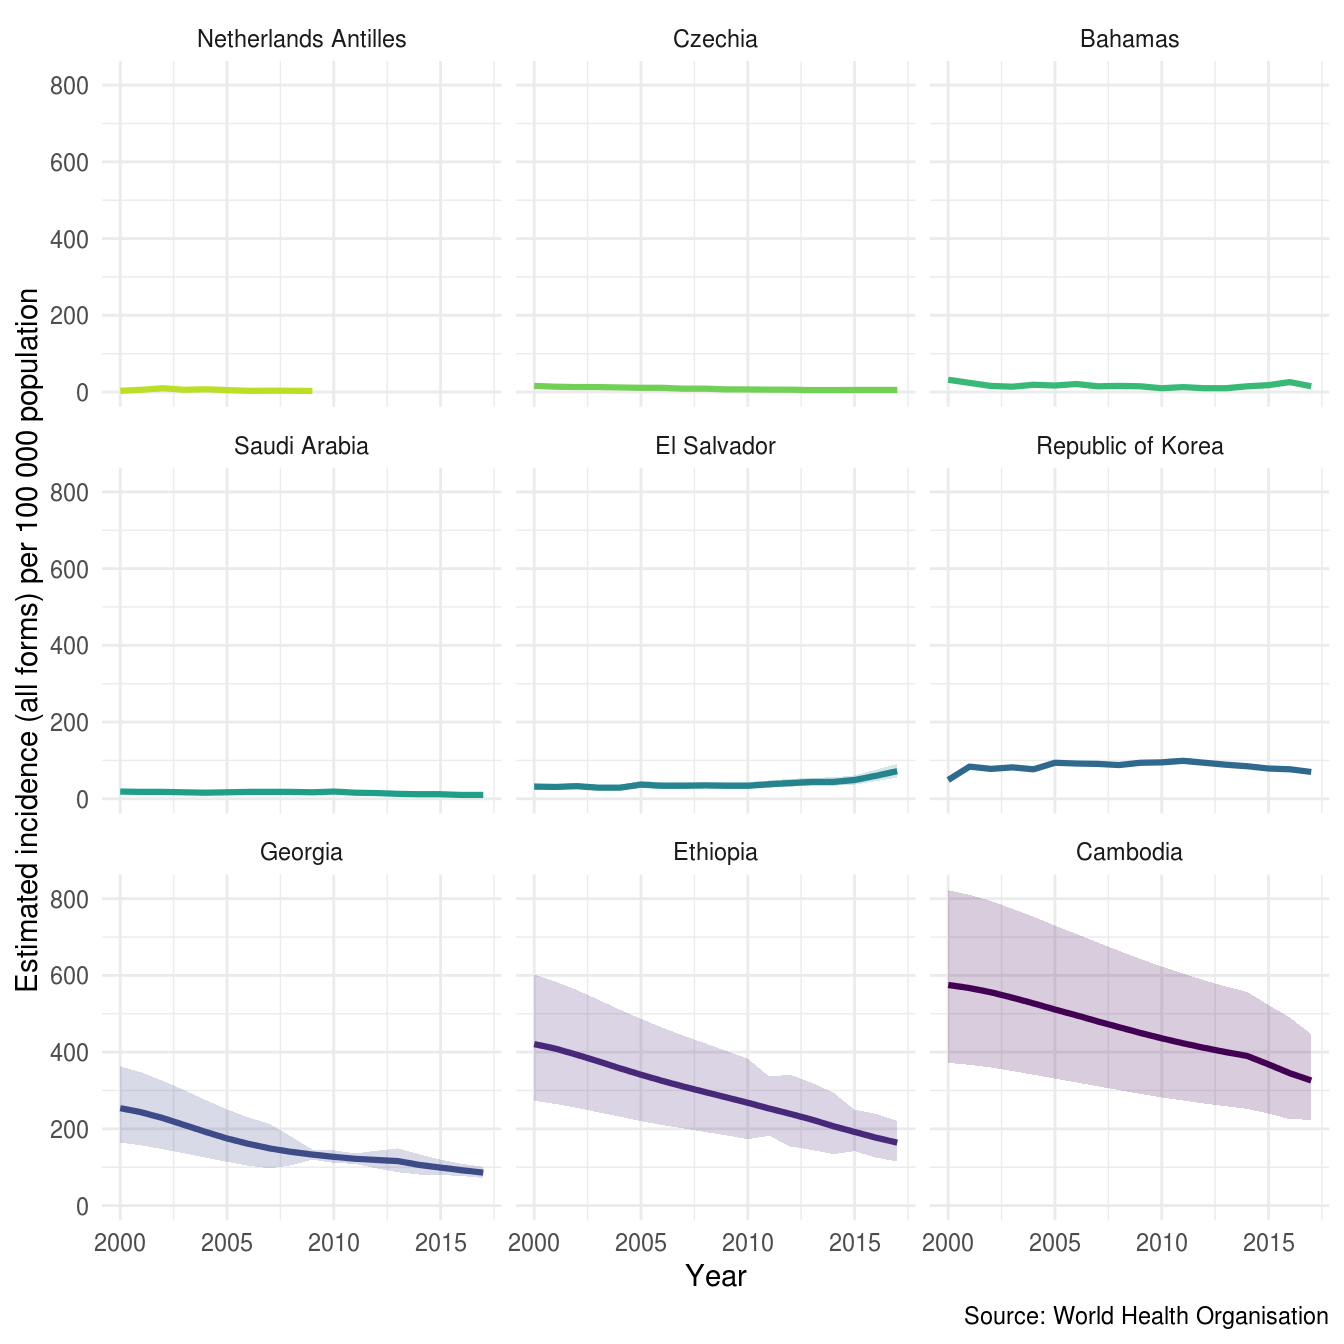 Netherlands Antilles
Czechia
Bahamas
800
600
400
200
0
Saudi Arabia
El Salvador
Republic of Korea
800
600
400
200
0
Georgia
Ethiopia
Cambodia
800
600
400
200
0
2000 2005 2010 2015
2000 2005 2010 2015
2000 2005 2010 2015
Estimated incidence (all forms) per 100 000 population
Year
Source: World Health Organisation